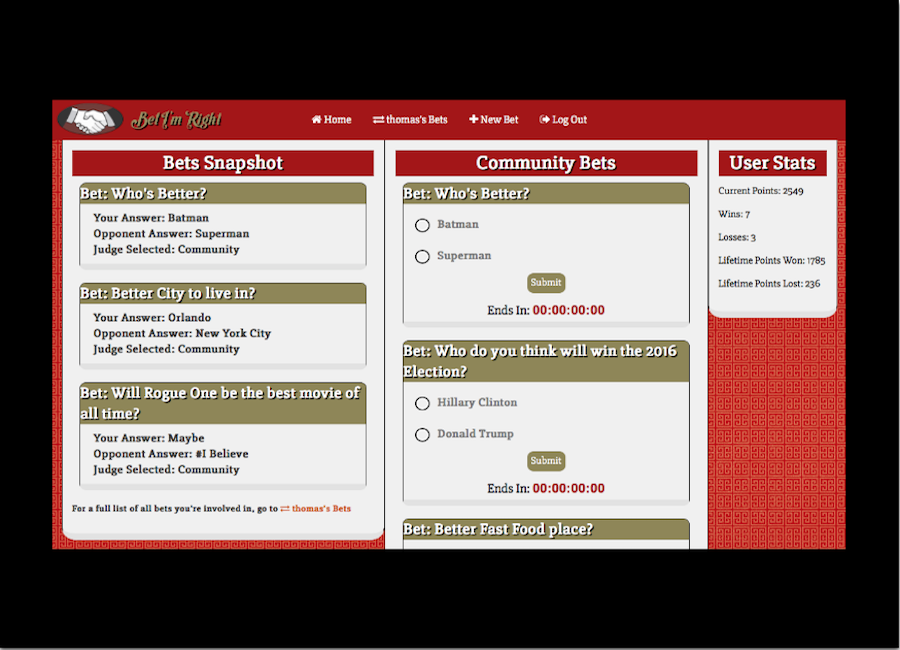 Bet I'm Right
Home
thomas's Bets
New Bet
Log Out
Bets Snapshot
Bet: Who's Better?
Your Answer: Batman
Opponent Answer: Superman
Judge Selected: Community
Bet: Better City to live in?
Your Answer: Orlando
Opponent Answer: New York City
Judge Selected: Community
Bet: Will Rogue One be the best movie of
all time?
Your Answer: Maybe
Opponent Answer: #I Believe
Judge Selected: Community
For a full list of all bets you're involved in, go to thomas's Bets
Community Bets
Bet: Who's Better?
Batman
Superman
Submit
Ends In: 00:00:00:00
Bet: Who do you think will win the 2016
Election?
Hillary Clinton
Donald Trump
Submit
Ends In: 00:00:00:00
Bet: Better Fast Food place?
User Stats
Current Points: 2549
Wins: 7
Losses: 3
Lifetime Points Won: 1785
Lifetime Points Lost: 236